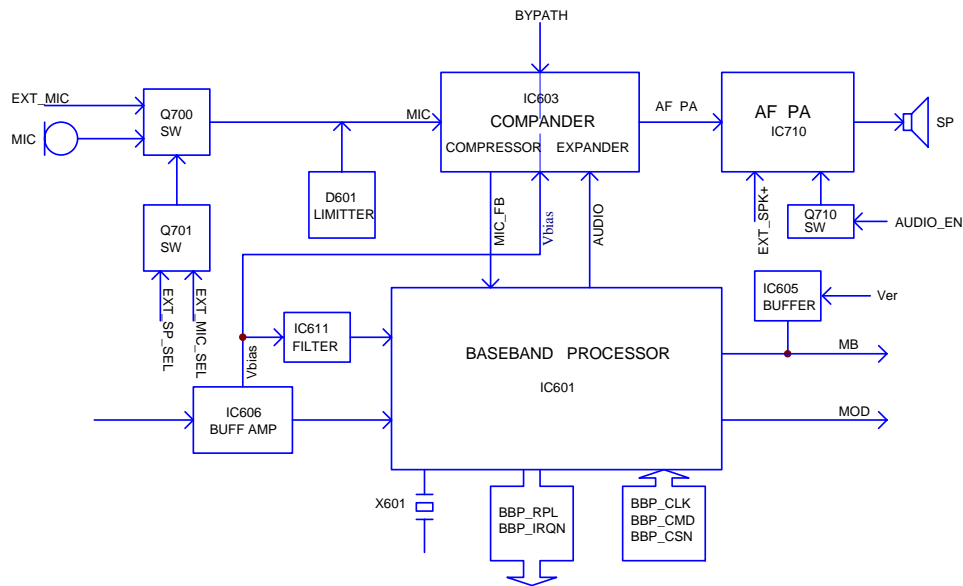 BYPATH
EXT_MIC
MIC
Q700
SW
MIC
IC603
COMPANDER
COMPRESSOR EXPANDER
AF PA
AF PA
IC710
SP
D601
LIMITTER
Q701
SW
MIC_FB
Vbias
AUDIO
EXT_SPK+
Q710
SW
AUDIO_EN
EXT_SP_SEL
EXT_MIC_SEL
Vbias
IC611
FILTER
IC605
BUFFER
Ver
BASEBAND PROCESSOR
IC601
MB
IC606
BUFF AMP
MOD
X601
BBP_RPL
BBP_IRQN
BBP_CLK
BBP_CMD
BBP_CSN